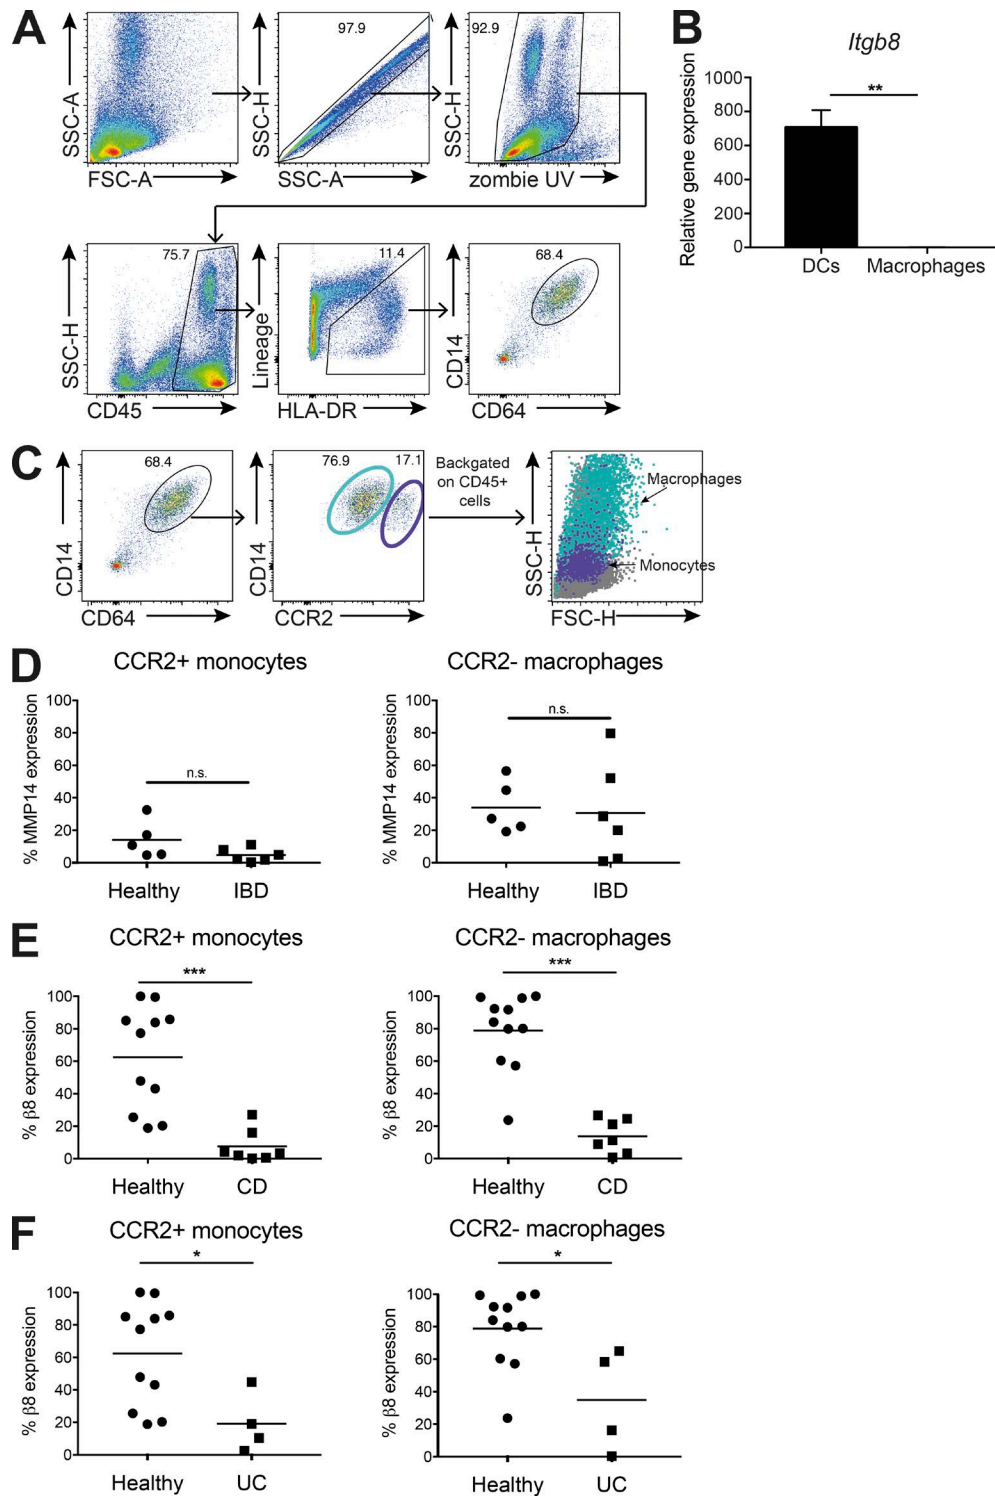 A
97.9
92.9
SSC-A
SSC-H
SSC-H
FSC-A
SSC-A
zombie UV
75.7
11.4
68.4
SSC-H
Lineage
CD14
CD45
HLA-DR
CD64
B
Itgb8
**
Relative gene expression
1000
800
600
400
200
0
DCs
Macrophages
C
68.4
76.9
17.1
Backgated
on CD45+
cells
Macrophages
Monocytes
CD14
CD14
SSC-H
CD64
CCR2
FSC-H
D
CCR2+ monocytes
n.s.
% MMP14 expression
100
80
60
40
20
0
Healthy
IBD
CCR2- macrophages
n.s.
% MMP14 expression
100
80
60
40
20
0
Healthy
IBD
E
CCR2+ monocytes
***
% β8 expression
100
80
60
40
20
0
Healthy
CD
CCR2- macrophages
***
% β8 expression
100
80
60
40
20
0
Healthy
CD
F
CCR2+ monocytes
*
% β8 expression
100
80
60
40
20
0
Healthy
UC
CCR2- macrophages
*
% β8 expression
100
80
60
40
20
0
Healthy
UC